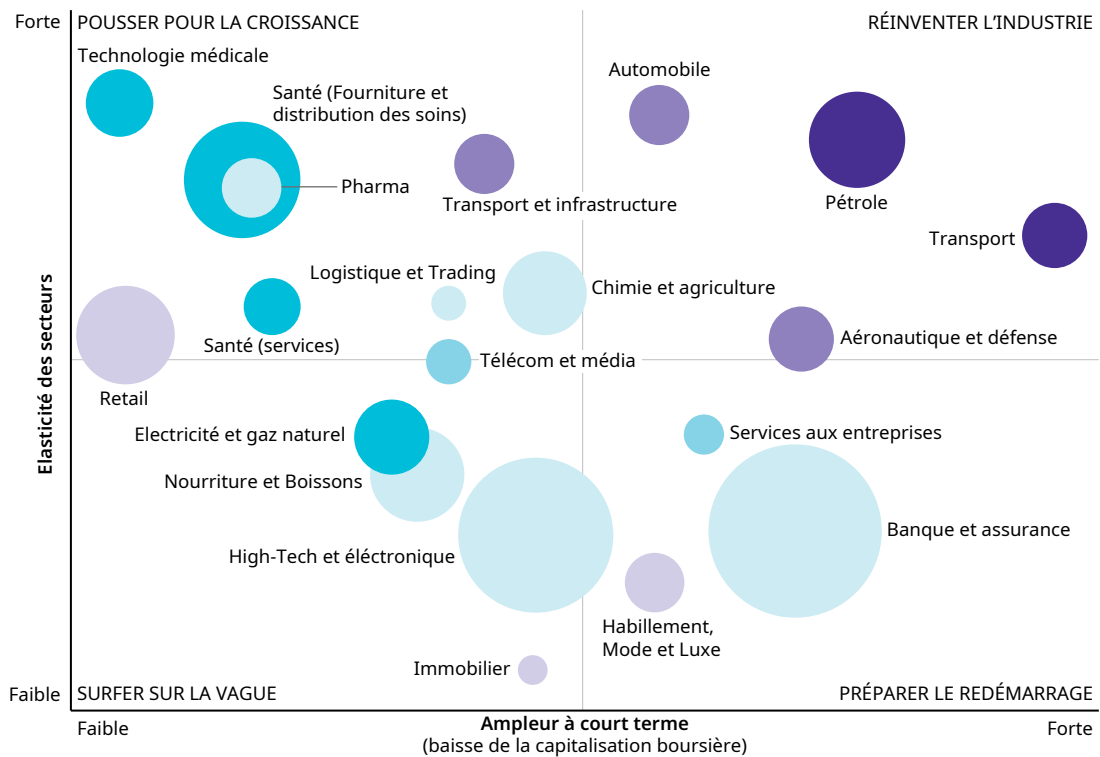 Forte
POUSSER POUR LA CROISSANCE
RÉINVENTER L'INDUSTRIE
Technologie médicale
Automobile
Santé (Fourniture et
distribution des soins)
Pharma
Transport et infrastructure
Pétrole
Transport
Logistique et Trading
Chimie et agriculture
Santé (services)
Aéronautique et défense
Télécom et média
Retail
Electricité et gaz naturel
Services aux entreprises
Nourriture et Boissons
High-Tech et éléctronique
Banque et assurance
Habillement,
Mode et Luxe
Immobilier
Elasticité des secteurs
Faible
SURFER SUR LA VAGUE
PRÉPARER LE REDÉMARRAGE
Faible
Ampleur à court terme
(baisse de la capitalisation boursière)
Forte